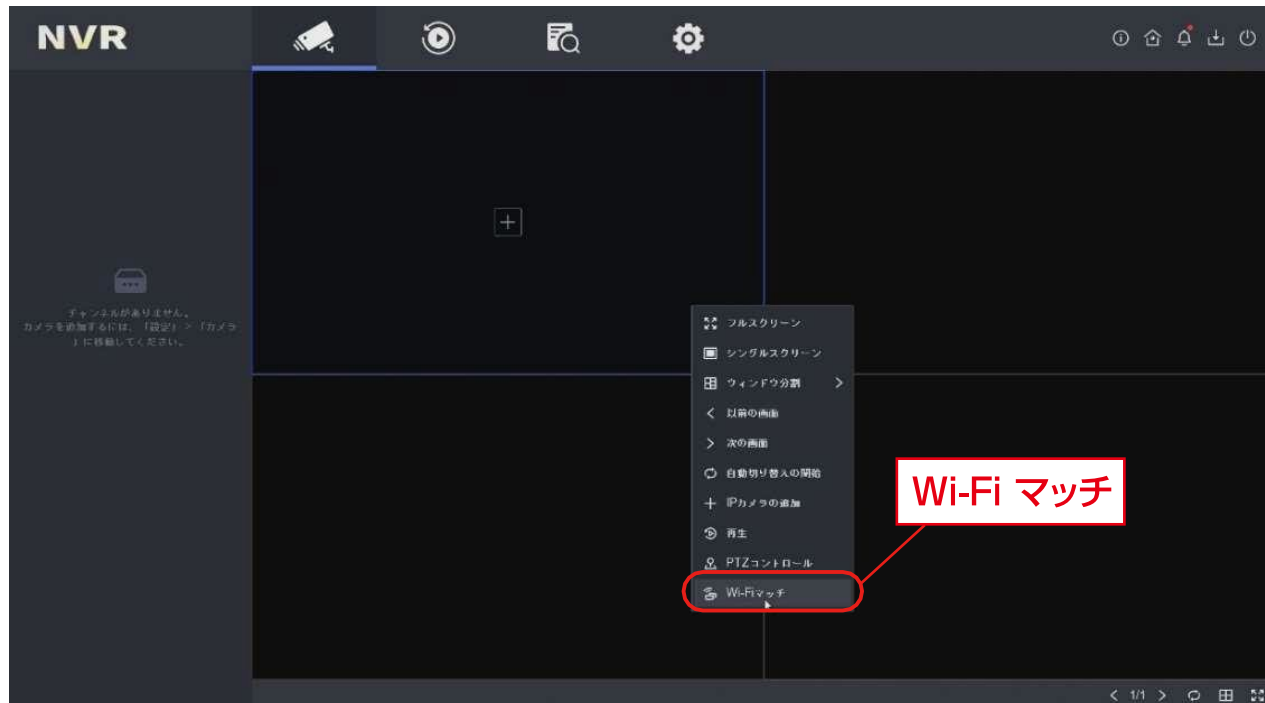 NVR
チャンネルがありません。
カメラを追加するには、「設定」>「カメラ
」に移動してください。
フルスクリーン
シングルスクリーン
ウィンドウ分割
以前の画面
次の画面
自動切り替えの開始
IPカメラの追加
再生
PTZコントロール
Wi-Fiマッチ
Wi-Fi マッチ
1/1